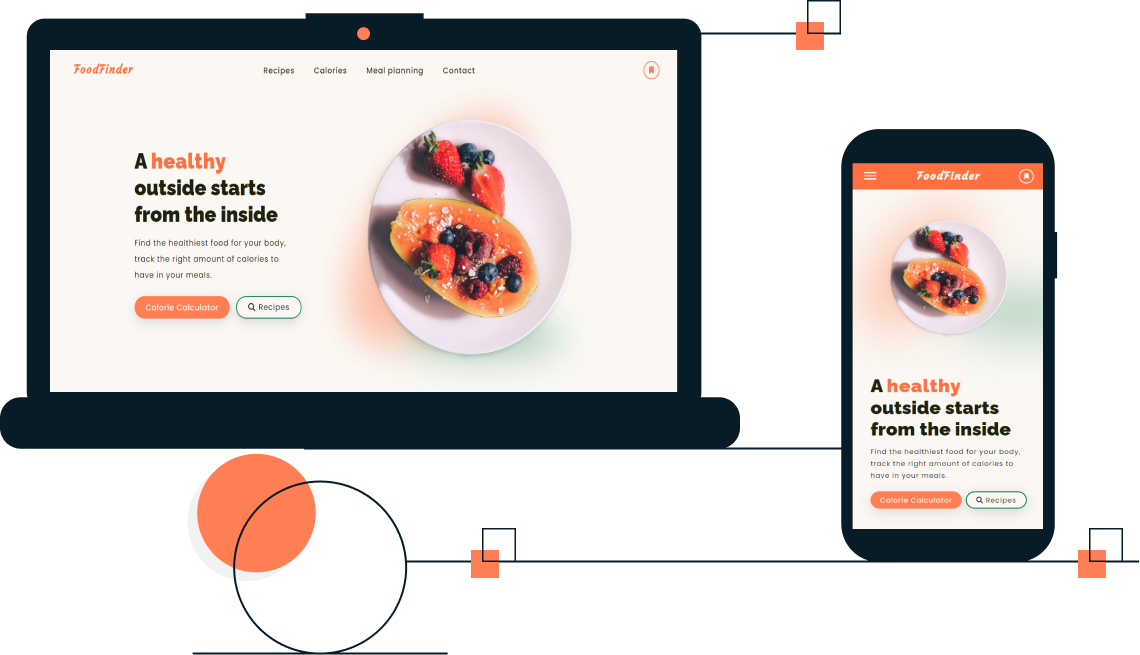 FoodFinder
Recipes Calories Meal planning Contact
A healthy
outside starts
from the inside
Find the healthiest food for your body,
track the right amount of calories to
have in your meals.
Calorie Calculator Recipes
FoodFinder
A healthy
outside starts
from the inside
Find the healthiest food for your body,
track the right amount of calories to
have in your meals.
Calorie Calculator Recipes